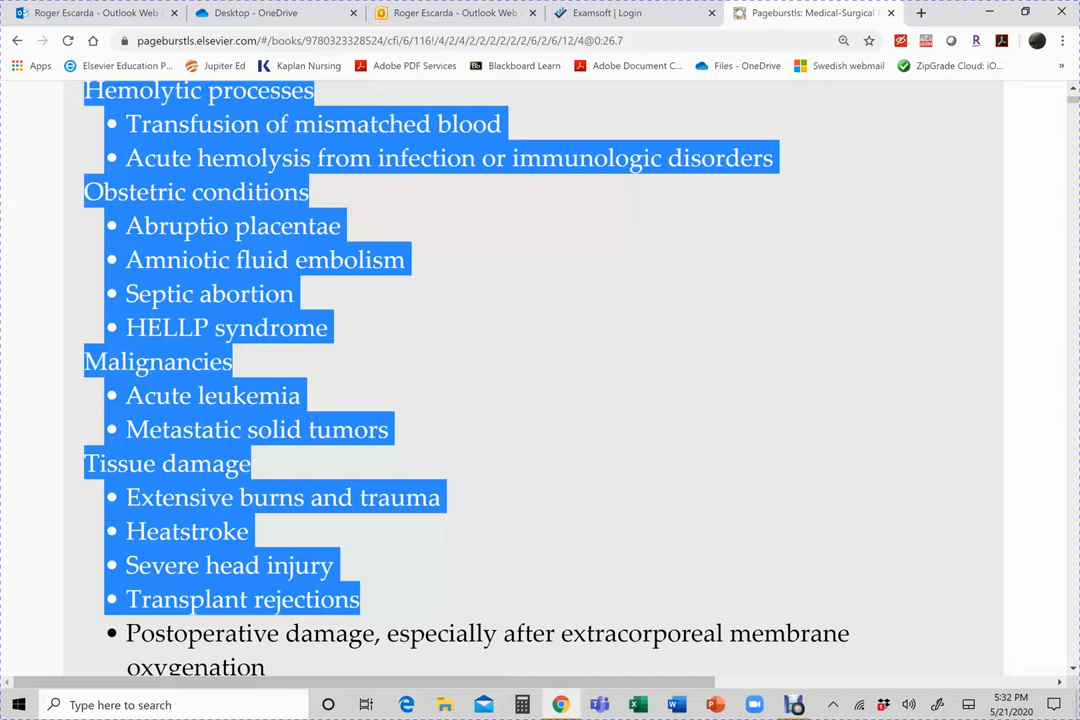 Roger Escarda - Outlook Web
Desktop - OneDrive
Roger Escarda - Outlook Web
Examsoft | Login
Pageburstls: Medical-Surgical
pageburstls.elsevier.com/#/books/9780323328524/cfi/6/116!/4/2/4/2/2/2/2/2/2/6/2/6/12/4@0:26.7
Apps
Elsevier Education P...
Jupiter Ed
Kaplan Nursing
Adobe PDF Services
Blackboard Learn
Adobe Document C...
Files - OneDrive
Swedish webmail
ZipGrade Cloud: iO...
Hemolytic processes
• Transfusion of mismatched blood
• Acute hemolysis from infection or immunologic disorders
Obstetric conditions
• Abruptio placentae
• Amniotic fluid embolism
• Septic abortion
• HELLP syndrome
Malignancies
• Acute leukemia
• Metastatic solid tumors
Tissue damage
• Extensive burns and trauma
• Heatstroke
• Severe head injury
• Transplant rejections
• Postoperative damage, especially after extracorporeal membrane
oxygenation
Type here to search
5:32 PM
5/21/2020